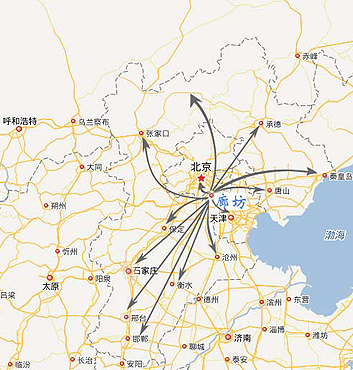 赤峰
呼和浩特
乌兰察布
承德
张家口
大同
北京
秦皇岛
唐山
廊坊
朔州
天津
保定
渤海
忻州
沧州
石家庄
阳泉
太原
衡水
吕梁
德州
滨州
东营
邢台
淄博
潍坊
邯郸
济南
聊城
临汾
长治
安阳
泰安